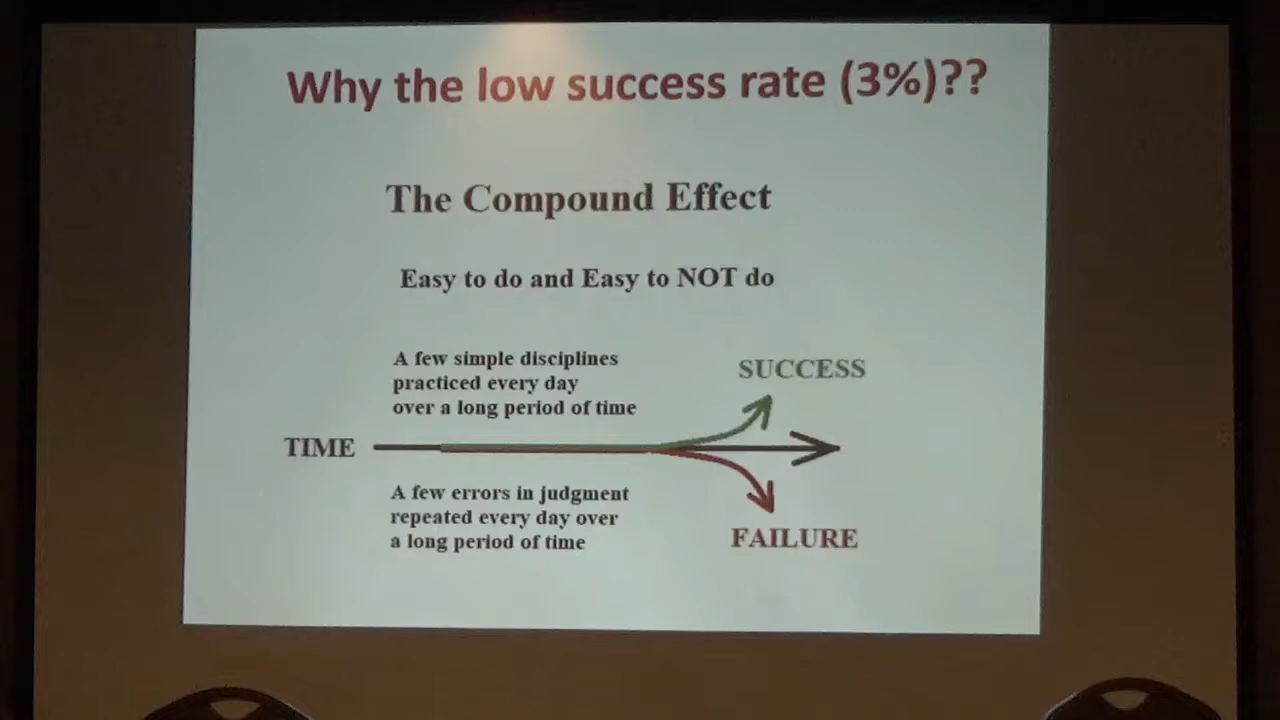 Why the low success rate (3%)??
The Compound Effect
Easy to do and Easy to NOT do
A few simple disciplines
practiced every day
over a long period of time
SUCCESS
TIME
A few errors in judgment
repeated every day over
a long period of time
FAILURE